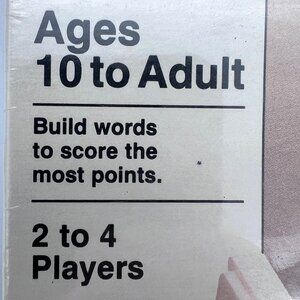 Ages
10 to Adult
Build words
to score the
most points.
2 to 4
Players